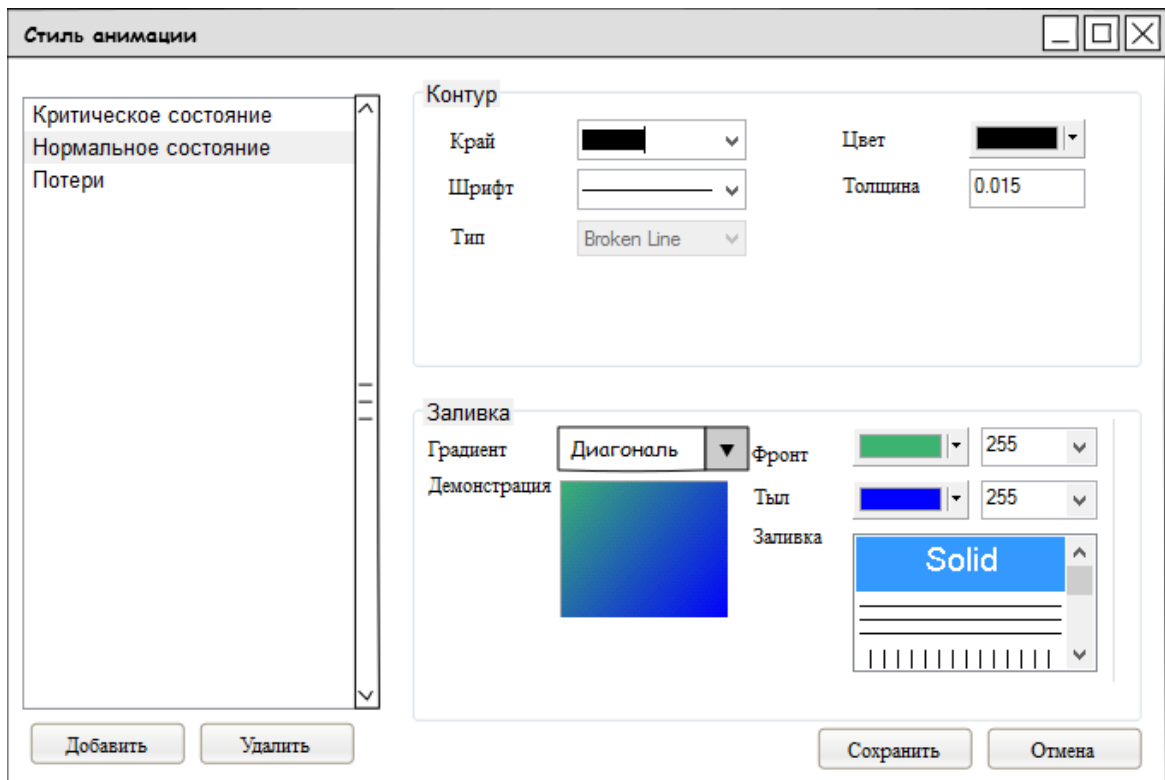 Стиль анимации
Критическое состояние
Нормальное состояние
Потери
Добавить
Удалить
Контур
Край
Цвет
Шрифт
Толщина
0.015
Тип
Broken Line
Заливка
Градиент
Диагональ
Фронт
255
Демонстрация
Тыл
255
Заливка
Solid
Сохранить
Отмена